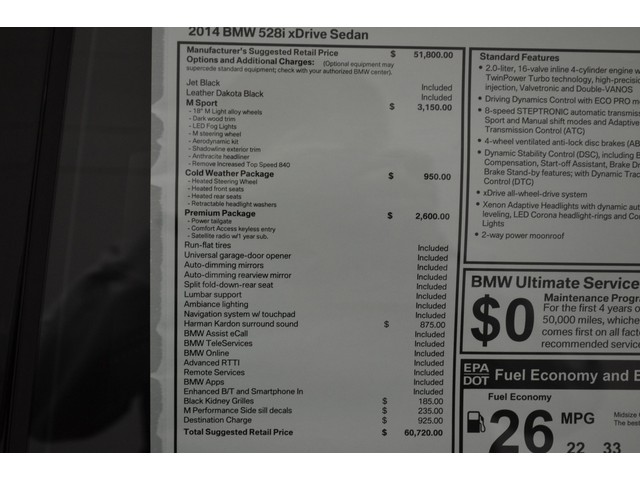 2014 BMW 528i xDrive Sedan
Manufacturer's Suggested Retail Price $ 51,800.00
Options and Additional Charges: (Optional equipment may
supercede standard equipment; check with your authorized BMW center).
Jet Black Included
Leather Dakota Black Included
M Sport $ 3,150.00
- 18" M Light alloy wheels
- Dark wood trim
- LED Fog Lights
- M steering wheel
- Aerodynamic kit
- Shadowline exterior trim
- Anthracite headliner
- Remove Increased Top Speed 840
Cold Weather Package $ 950.00
- Heated Steering Wheel
- Heated front seats
- Heated rear seats
- Retractable headlight washers
Premium Package $ 2,600.00
- Power tailgate
- Comfort Access keyless entry
- Satellite radio w/1 year sub.
Run-flat tires Included
Universal garage-door opener Included
Auto-dimming mirrors Included
Auto-dimming rearview mirror Included
Split fold-down-rear seat Included
Lumbar support Included
Ambiance lighting Included
Navigation system w/ touchpad Included
Harman Kardon surround sound $ 875.00
BMW Assist eCall Included
BMW TeleServices Included
BMW Online Included
Advanced RTTI Included
Remote Services Included
BMW Apps Included
Enhanced B/T and Smartphone In Included
Black Kidney Grilles $ 185.00
M Performance Side sill decals $ 235.00
Destination Charge $ 925.00
Total Suggested Retail Price $ 60,720.00
Standard Features
• 2.0-liter, 16-valve inline 4-cylinder engine w
TwinPower Turbo technology, high-precisio
injection, Valvetronic and Double-VANOS
• Driving Dynamics Control with ECO PRO m
• 8-speed STEPTRONIC automatic transmiss
Sport and Manual shift modes and Adaptive
Transmission Control (ATC)
• 4-wheel ventilated anti-lock disc brakes (AB
• Dynamic Stability Control (DSC), including B
Compensation, Start-off Assistant, Brake Dr
Brake Stand-by features; with Dynamic Trac
Control (DTC)
• xDrive all-wheel-drive system
• Xenon Adaptive Headlights with dynamic aut
leveling, LED Corona headlight-rings and Co
Lights
• 2-way power moonroof
BMW Ultimate Service
$0
Maintenance Progra
For the first 4 years o
50,000 miles, whiche
comes first on all fact
recommended service
EPA
DOT
Fuel Economy and E
Fuel Economy
26 MPG
22 33
Midsize
The best